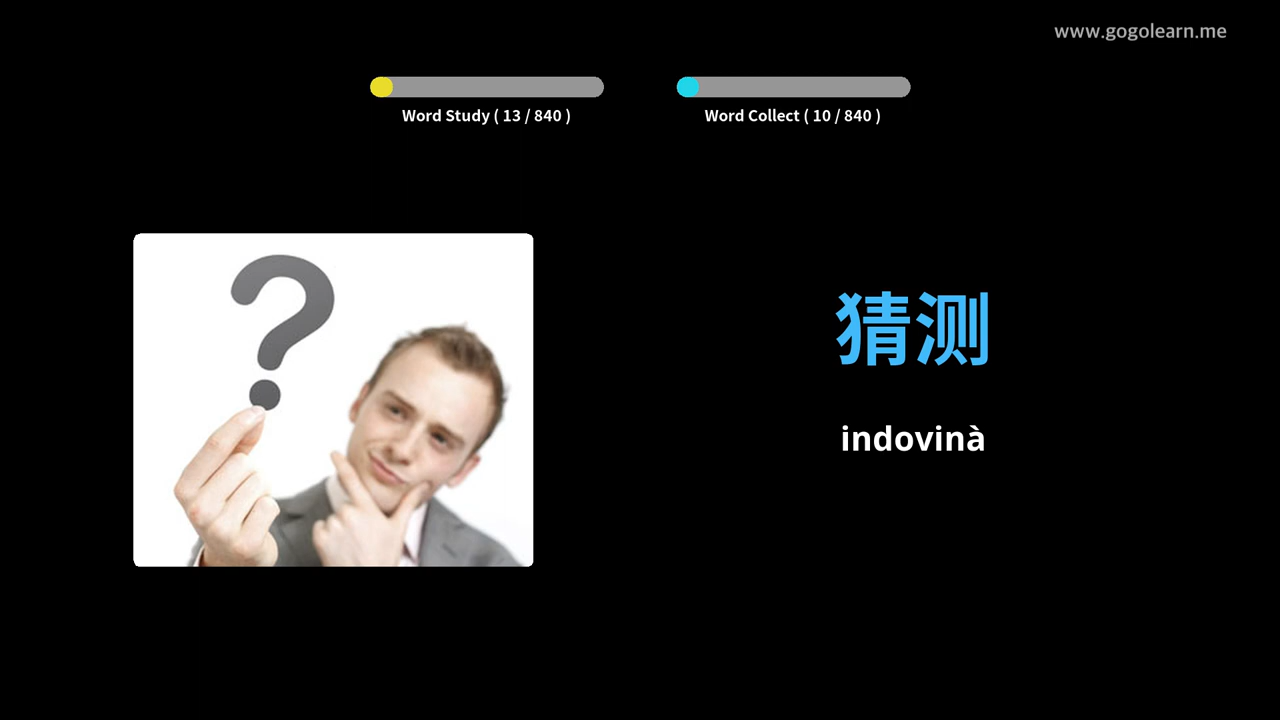 www.gogolearn.me
Word Study ( 13 / 840 )
Word Collect ( 10 / 840 )
?
猜测
indovinà